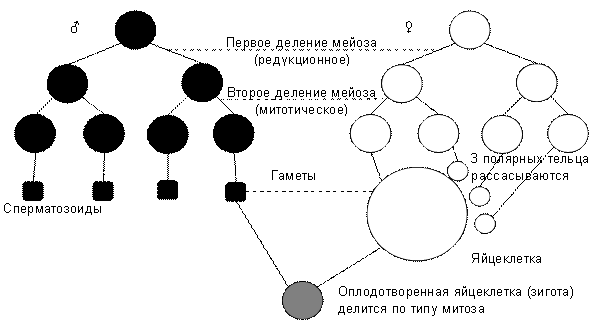 ♂
♀
Первое деление мейоза
(редукционное)
Второе деление мейоза
(митотическое)
3 полярных тельца
рассасываются
Гаметы
Сперматозоиды
Яйцеклетка
Оплодотворенная яйцеклетка (зигота)
делится по типу митоза